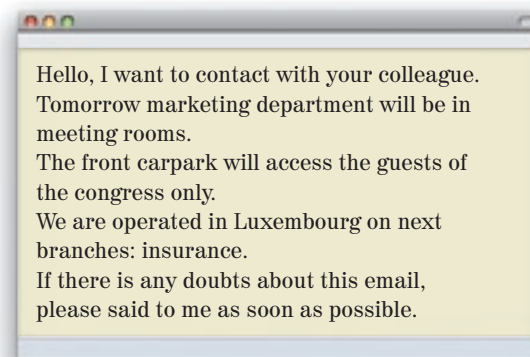 Hello, I want to contact with your colleague.
Tomorrow marketing department will be in
meeting rooms.
The front carpark will access the guests of
the congress only.
We are operated in Luxembourg on next
branches: insurance.
If there is any doubts about this email,
please said to me as soon as possible.